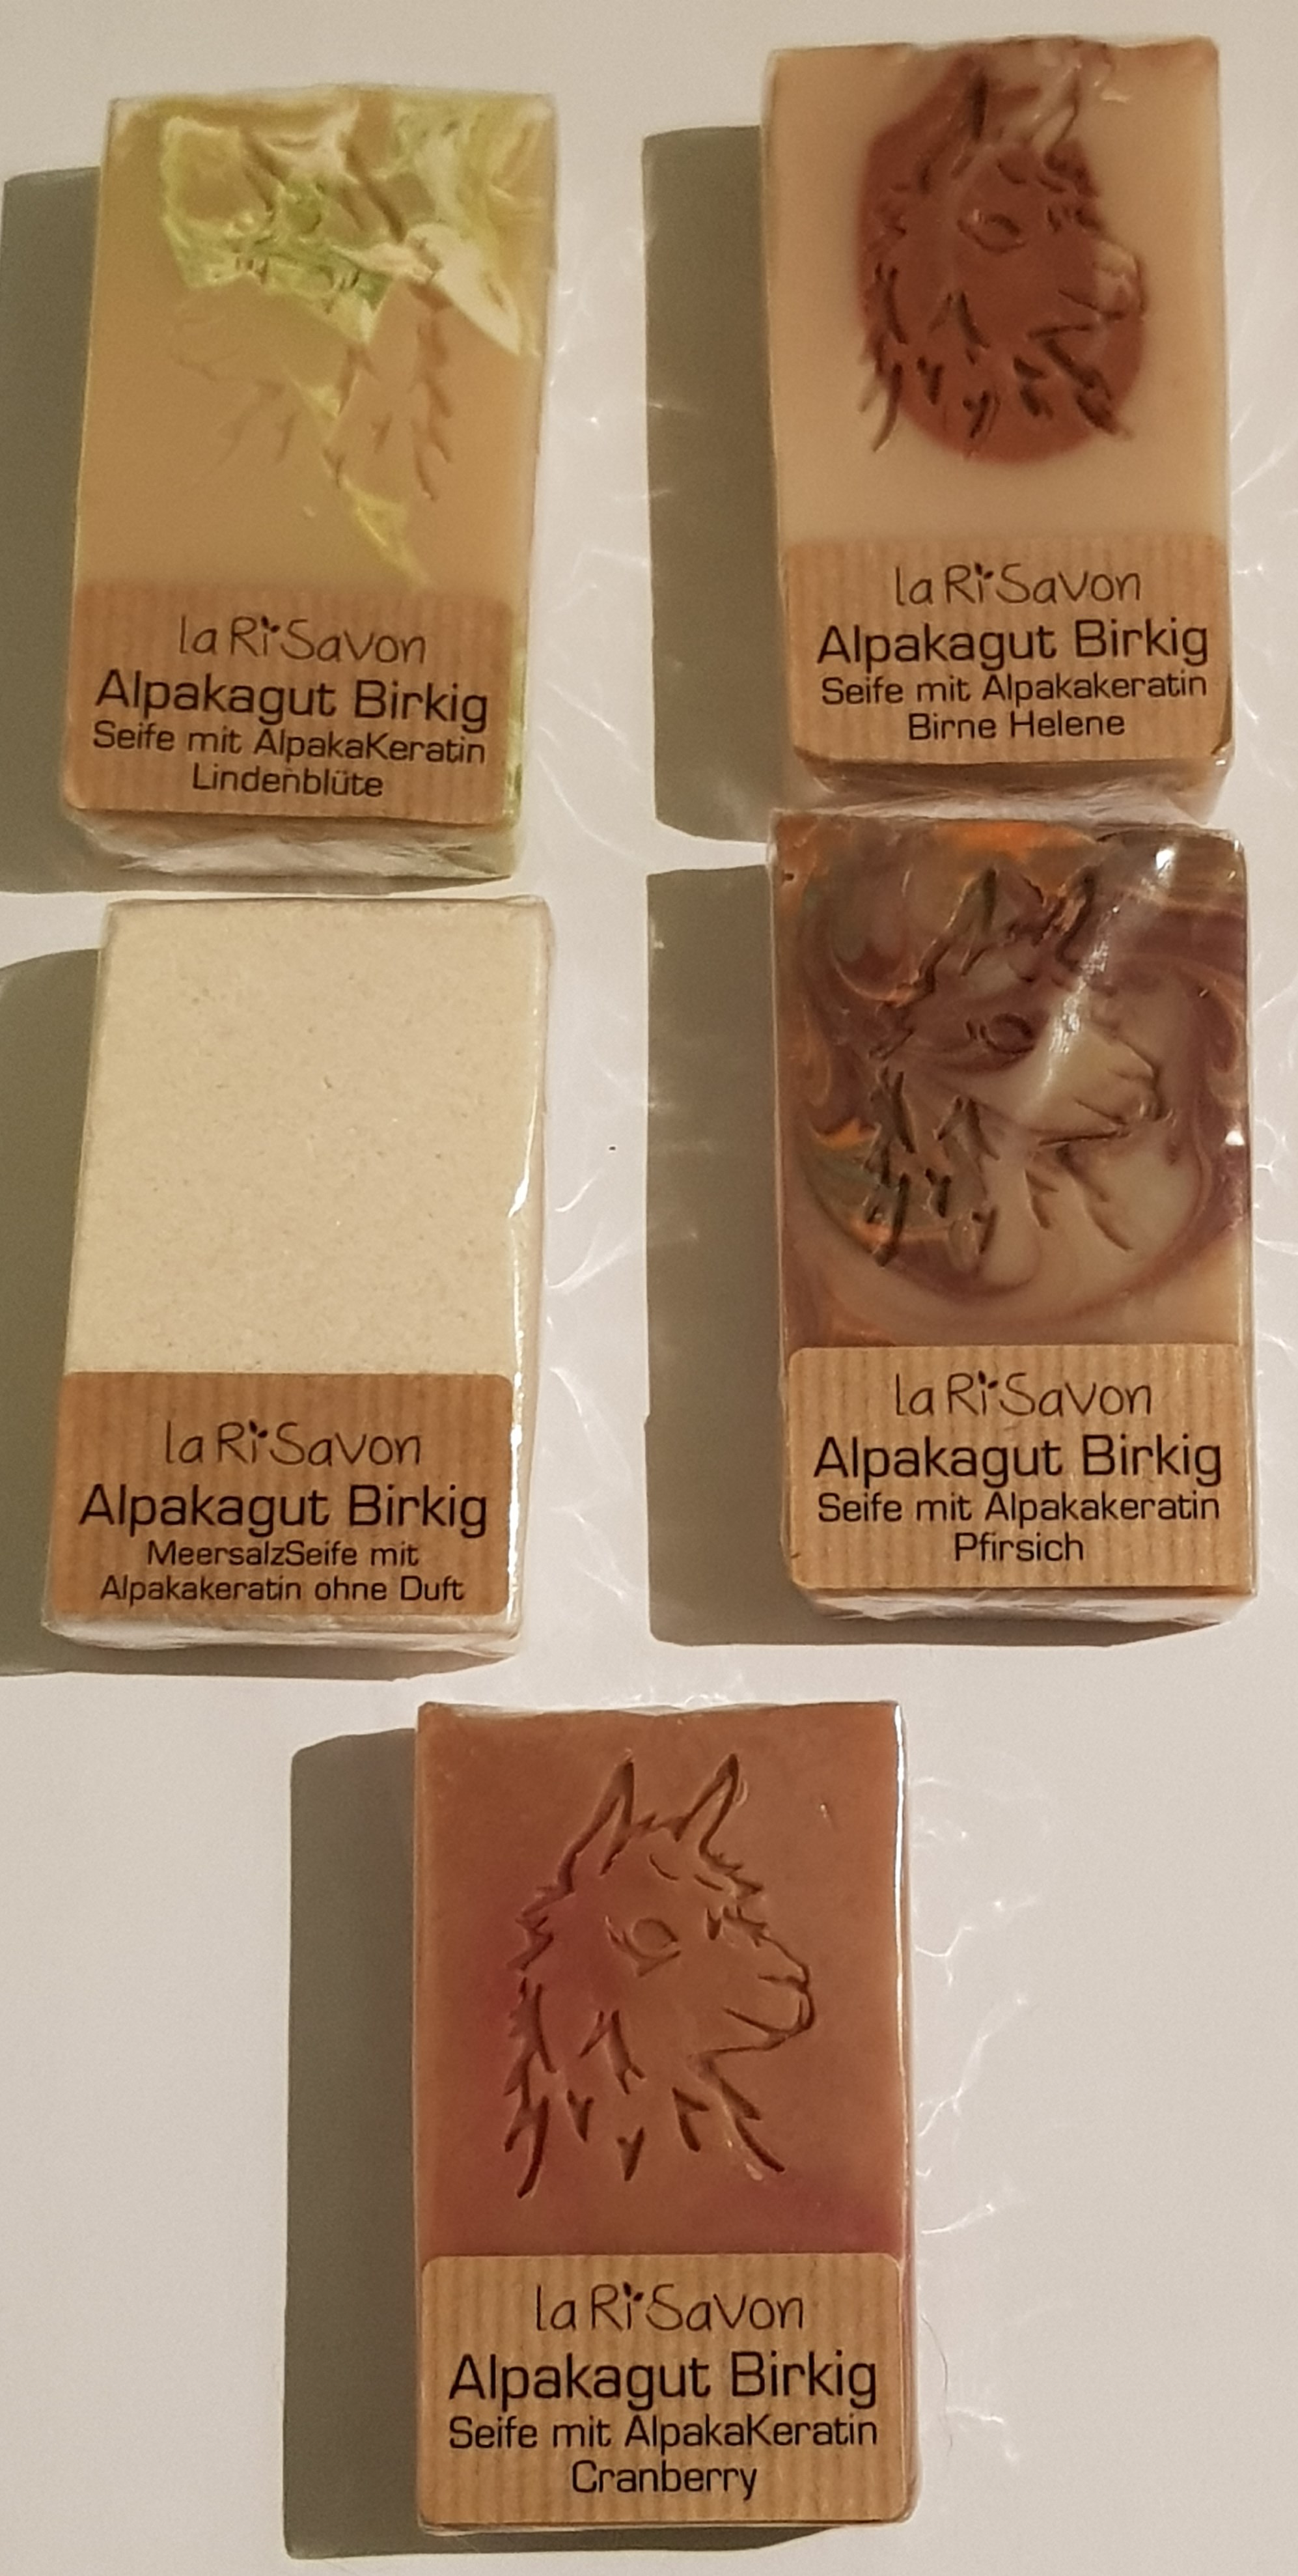 la Ri Savon
Alpakagut Birkig
Seife mit AlpakaKeratin
Lindenblüte
la Ri Savon
Alpakagut Birkig
Seife mit Alpakakeratin
Birne Helene
la Ri Savon
Alpakagut Birkig
MeersalzSeife mit
Alpakakeratin ohne Duft
la Ri Savon
Alpakagut Birkig
Seife mit Alpakakeratin
Pfirsich
la Ri Savon
Alpakagut Birkig
Seife mit AlpakaKeratin
Cranberry